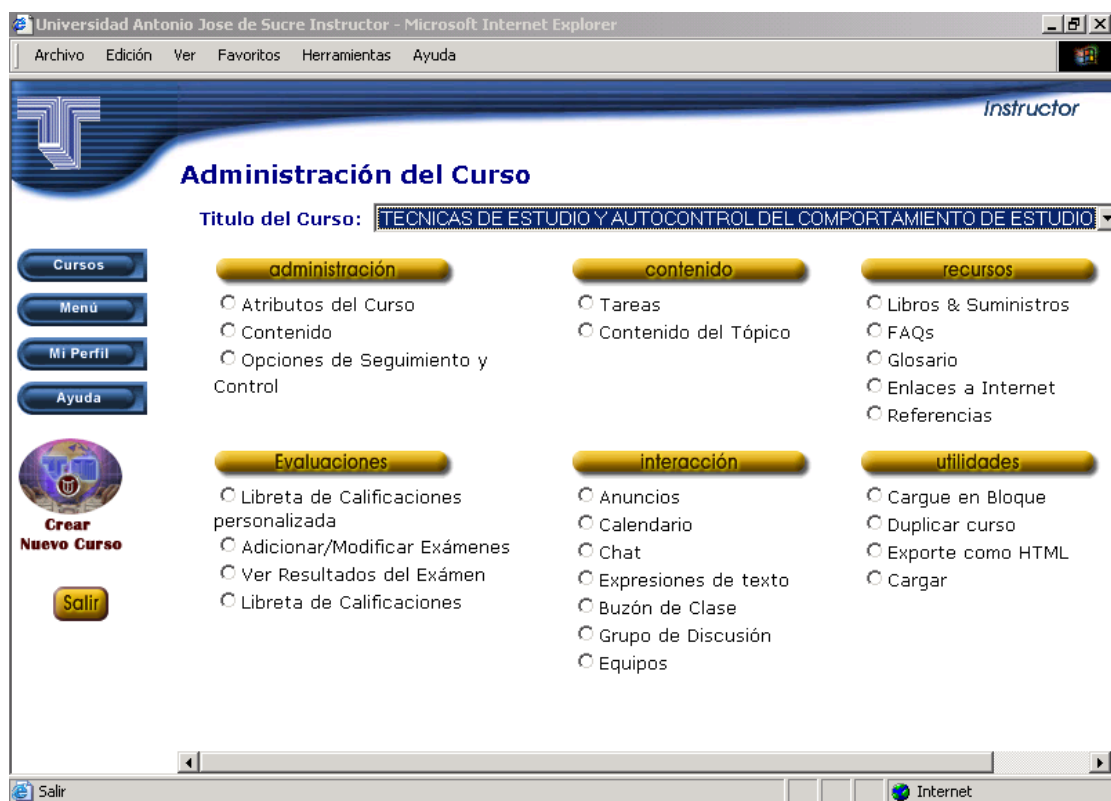 Universidad Antonio Jose de Sucre Instructor - Microsoft Internet Explorer
Archivo Edición Ver Favoritos Herramientas Ayuda
Instructor
Administración del Curso
Titulo del Curso: TECNICAS DE ESTUDIO Y AUTOCONTROL DEL COMPORTAMIENTO DE ESTUDIO
Cursos
Menú
Mi Perfil
Ayuda
Crear
Nuevo Curso
Salir
administración
Atributos del Curso
Contenido
Opciones de Seguimiento y
Control
contenido
Tareas
Contenido del Tópico
recursos
Libros & Suministros
FAQs
Glosario
Enlaces a Internet
Referencias
Evaluaciones
Libreta de Calificaciones
personalizada
Adicionar/Modificar Exámenes
Ver Resultados del Exámen
Libreta de Calificaciones
interacción
Anuncios
Calendario
Chat
Expresiones de texto
Buzón de Clase
Grupo de Discusión
Equipos
utilidades
Cargue en Bloque
Duplicar curso
Exporte como HTML
Cargar
Salir
Internet